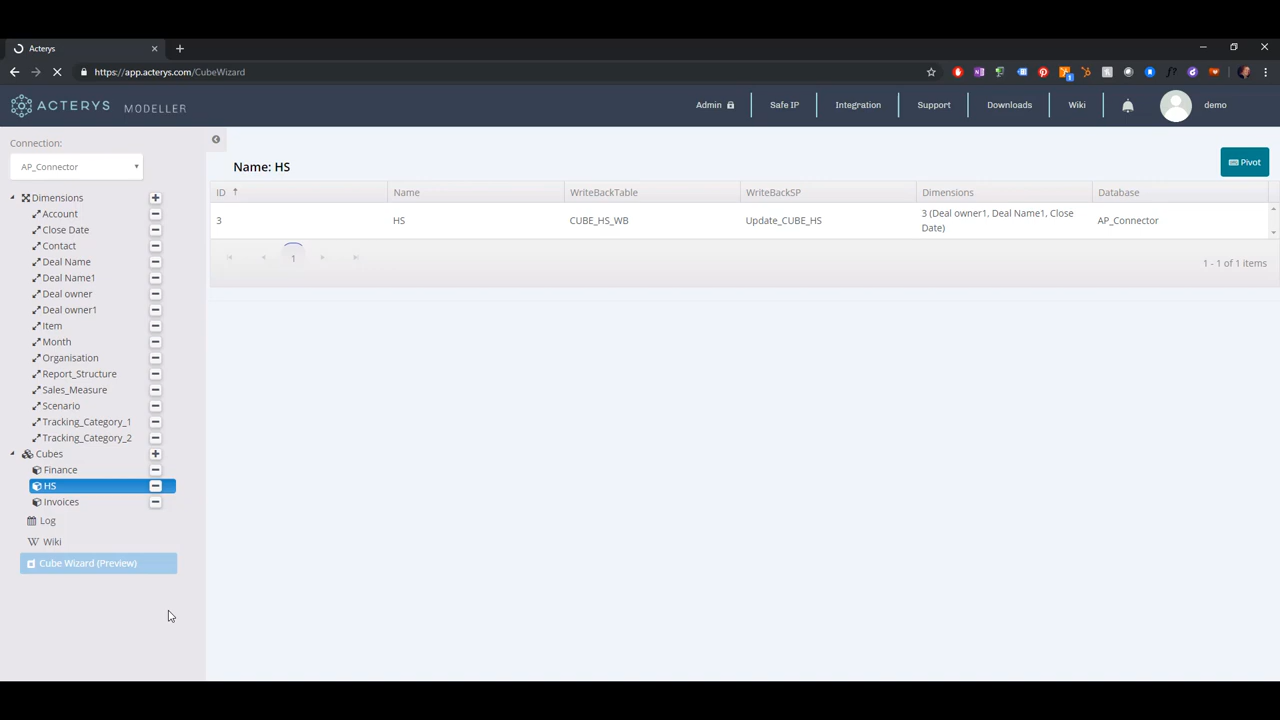 Acterys
https://app.acterys.com/CubeWizard
ACTERYS MODELLER
Admin
Safe IP
Integration
Support
Downloads
Wiki
demo
Connection:
AP_Connector
Dimensions
Account
Close Date
Contact
Deal Name
Deal Name1
Deal owner
Deal owner1
Item
Month
Organisation
Report_Structure
Sales_Measure
Scenario
Tracking_Category_1
Tracking_Category_2
Cubes
Finance
HS
Invoices
Log
Wiki
Cube Wizard (Preview)
Name: HS
Pivot
ID Name WriteBackTable WriteBackSP Dimensions Database
3 HS CUBE_HS_WB Update_CUBE_HS 3 (Deal owner1, Deal Name1, Close AP_Connector
Date)
1
1 - 1 of 1 items